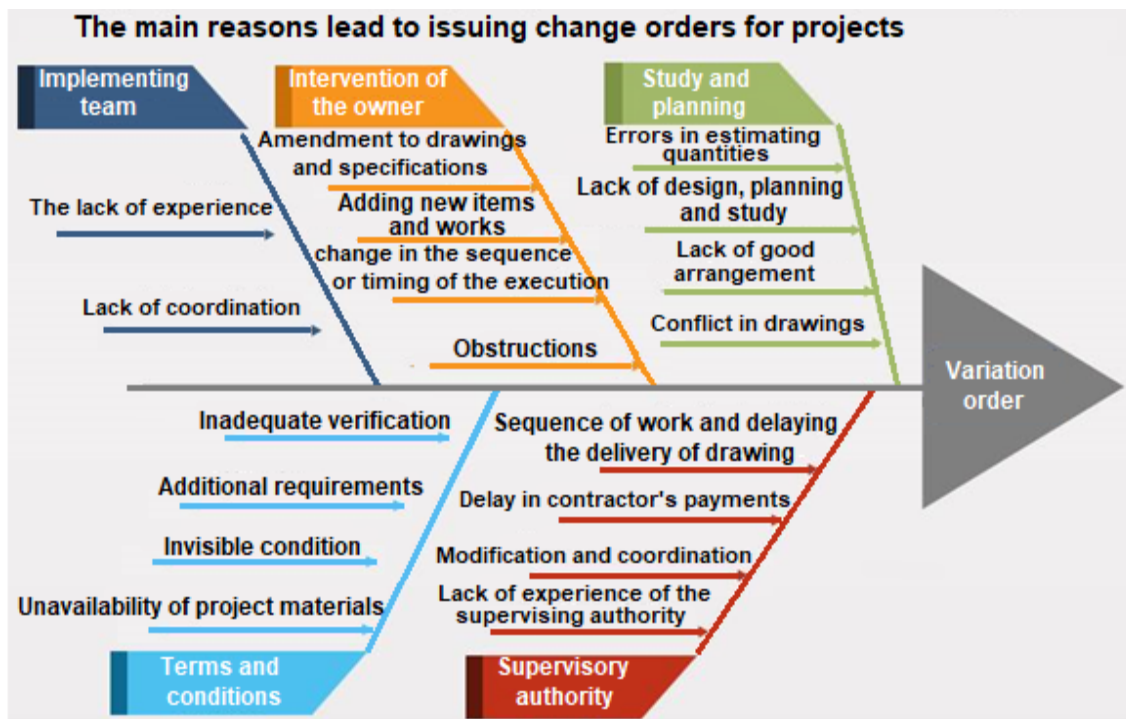 The main reasons lead to issuing change orders for projects
Implementing
team
The lack of experience
Lack of coordination
Intervention of
the owner
Amendment to drawings
and specifications
Adding new items
and works
change in the sequence
or timing of the execution
Obstructions
Study and
planning
Errors in estimating
quantities
Lack of design, planning
and study
Lack of good
arrangement
Conflict in drawings
Variation
order
Inadequate verification
Additional requirements
Invisible condition
Unavailability of project materials
Terms and
conditions
Sequence of work and delaying
the delivery of drawing
Delay in contractor's payments
Modification and coordination
Lack of experience of the
supervising authority
Supervisory
authority